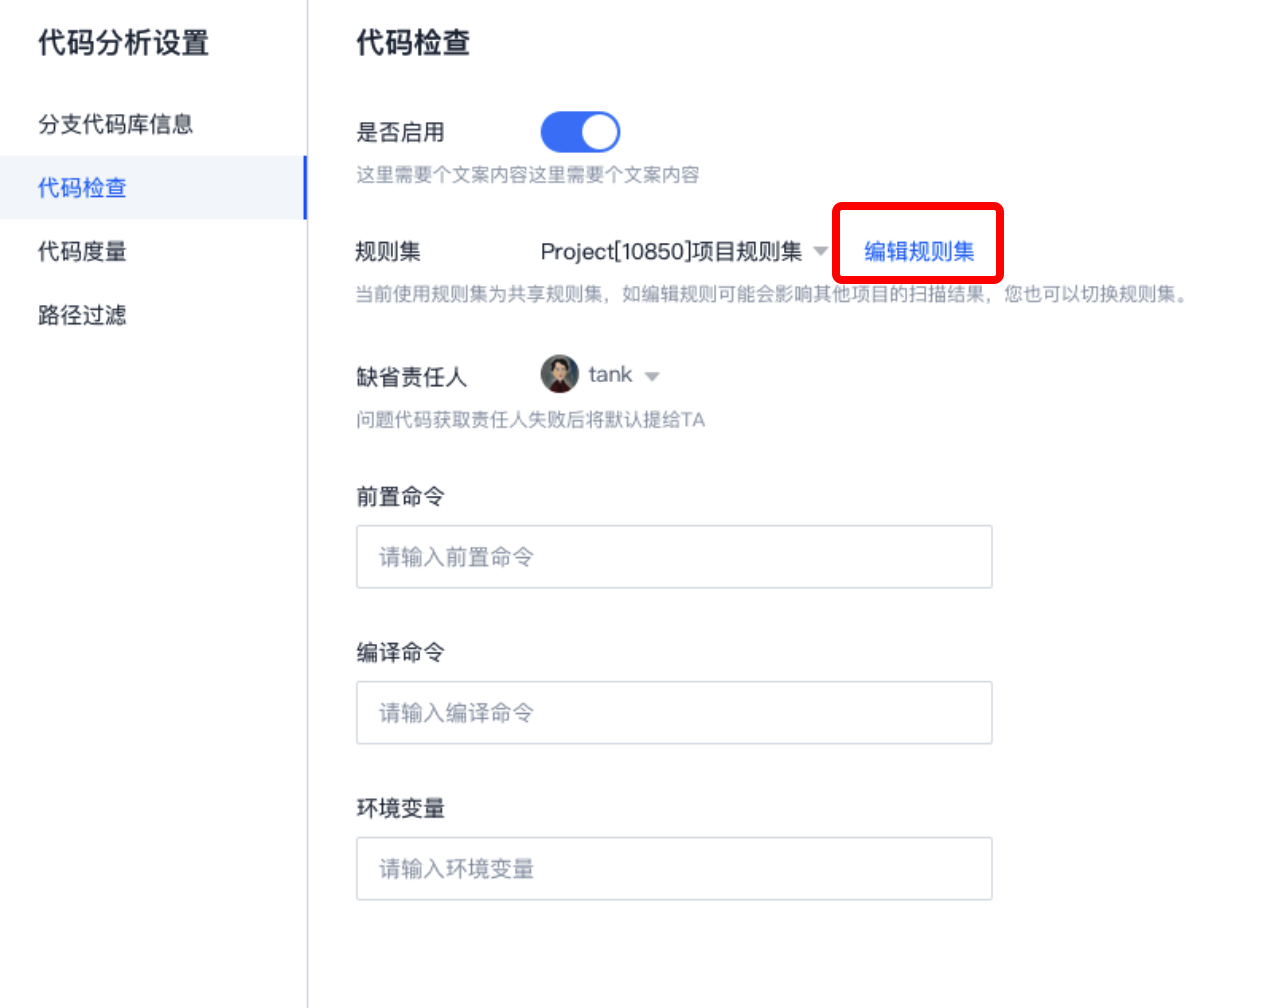 代码分析设置
分支代码库信息
代码检查
代码度量
路径过滤
代码检查
是否启用
这里需要个文案内容这里需要个文案内容
规则集 Project[10850]项目规则集 编辑规则集
当前使用规则集为共享规则集，如编辑规则可能会影响其他项目的扫描结果，您也可以切换规则集。
缺省责任人 tank
问题代码获取责任人失败后将默认提给TA
前置命令
请输入前置命令
编译命令
请输入编译命令
环境变量
请输入环境变量